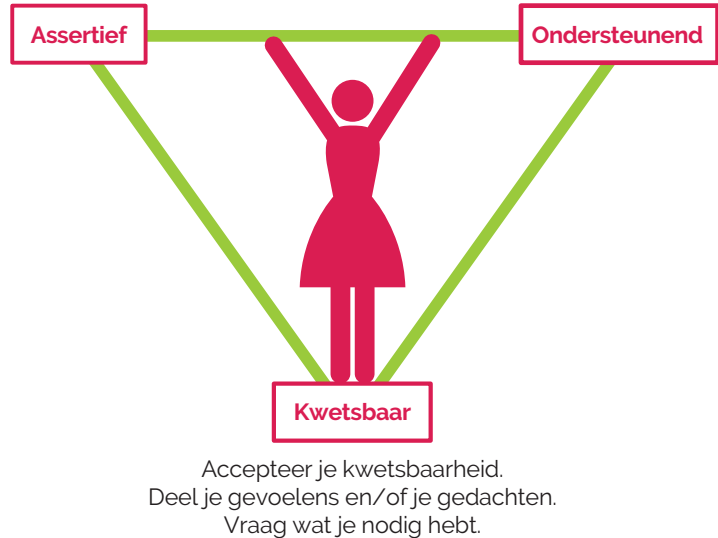 Assertief
Ondersteunend
Kwetsbaar
Accepteer je kwetsbaarheid.
Deel je gevoelens en/of je gedachten.
Vraag wat je nodig hebt.